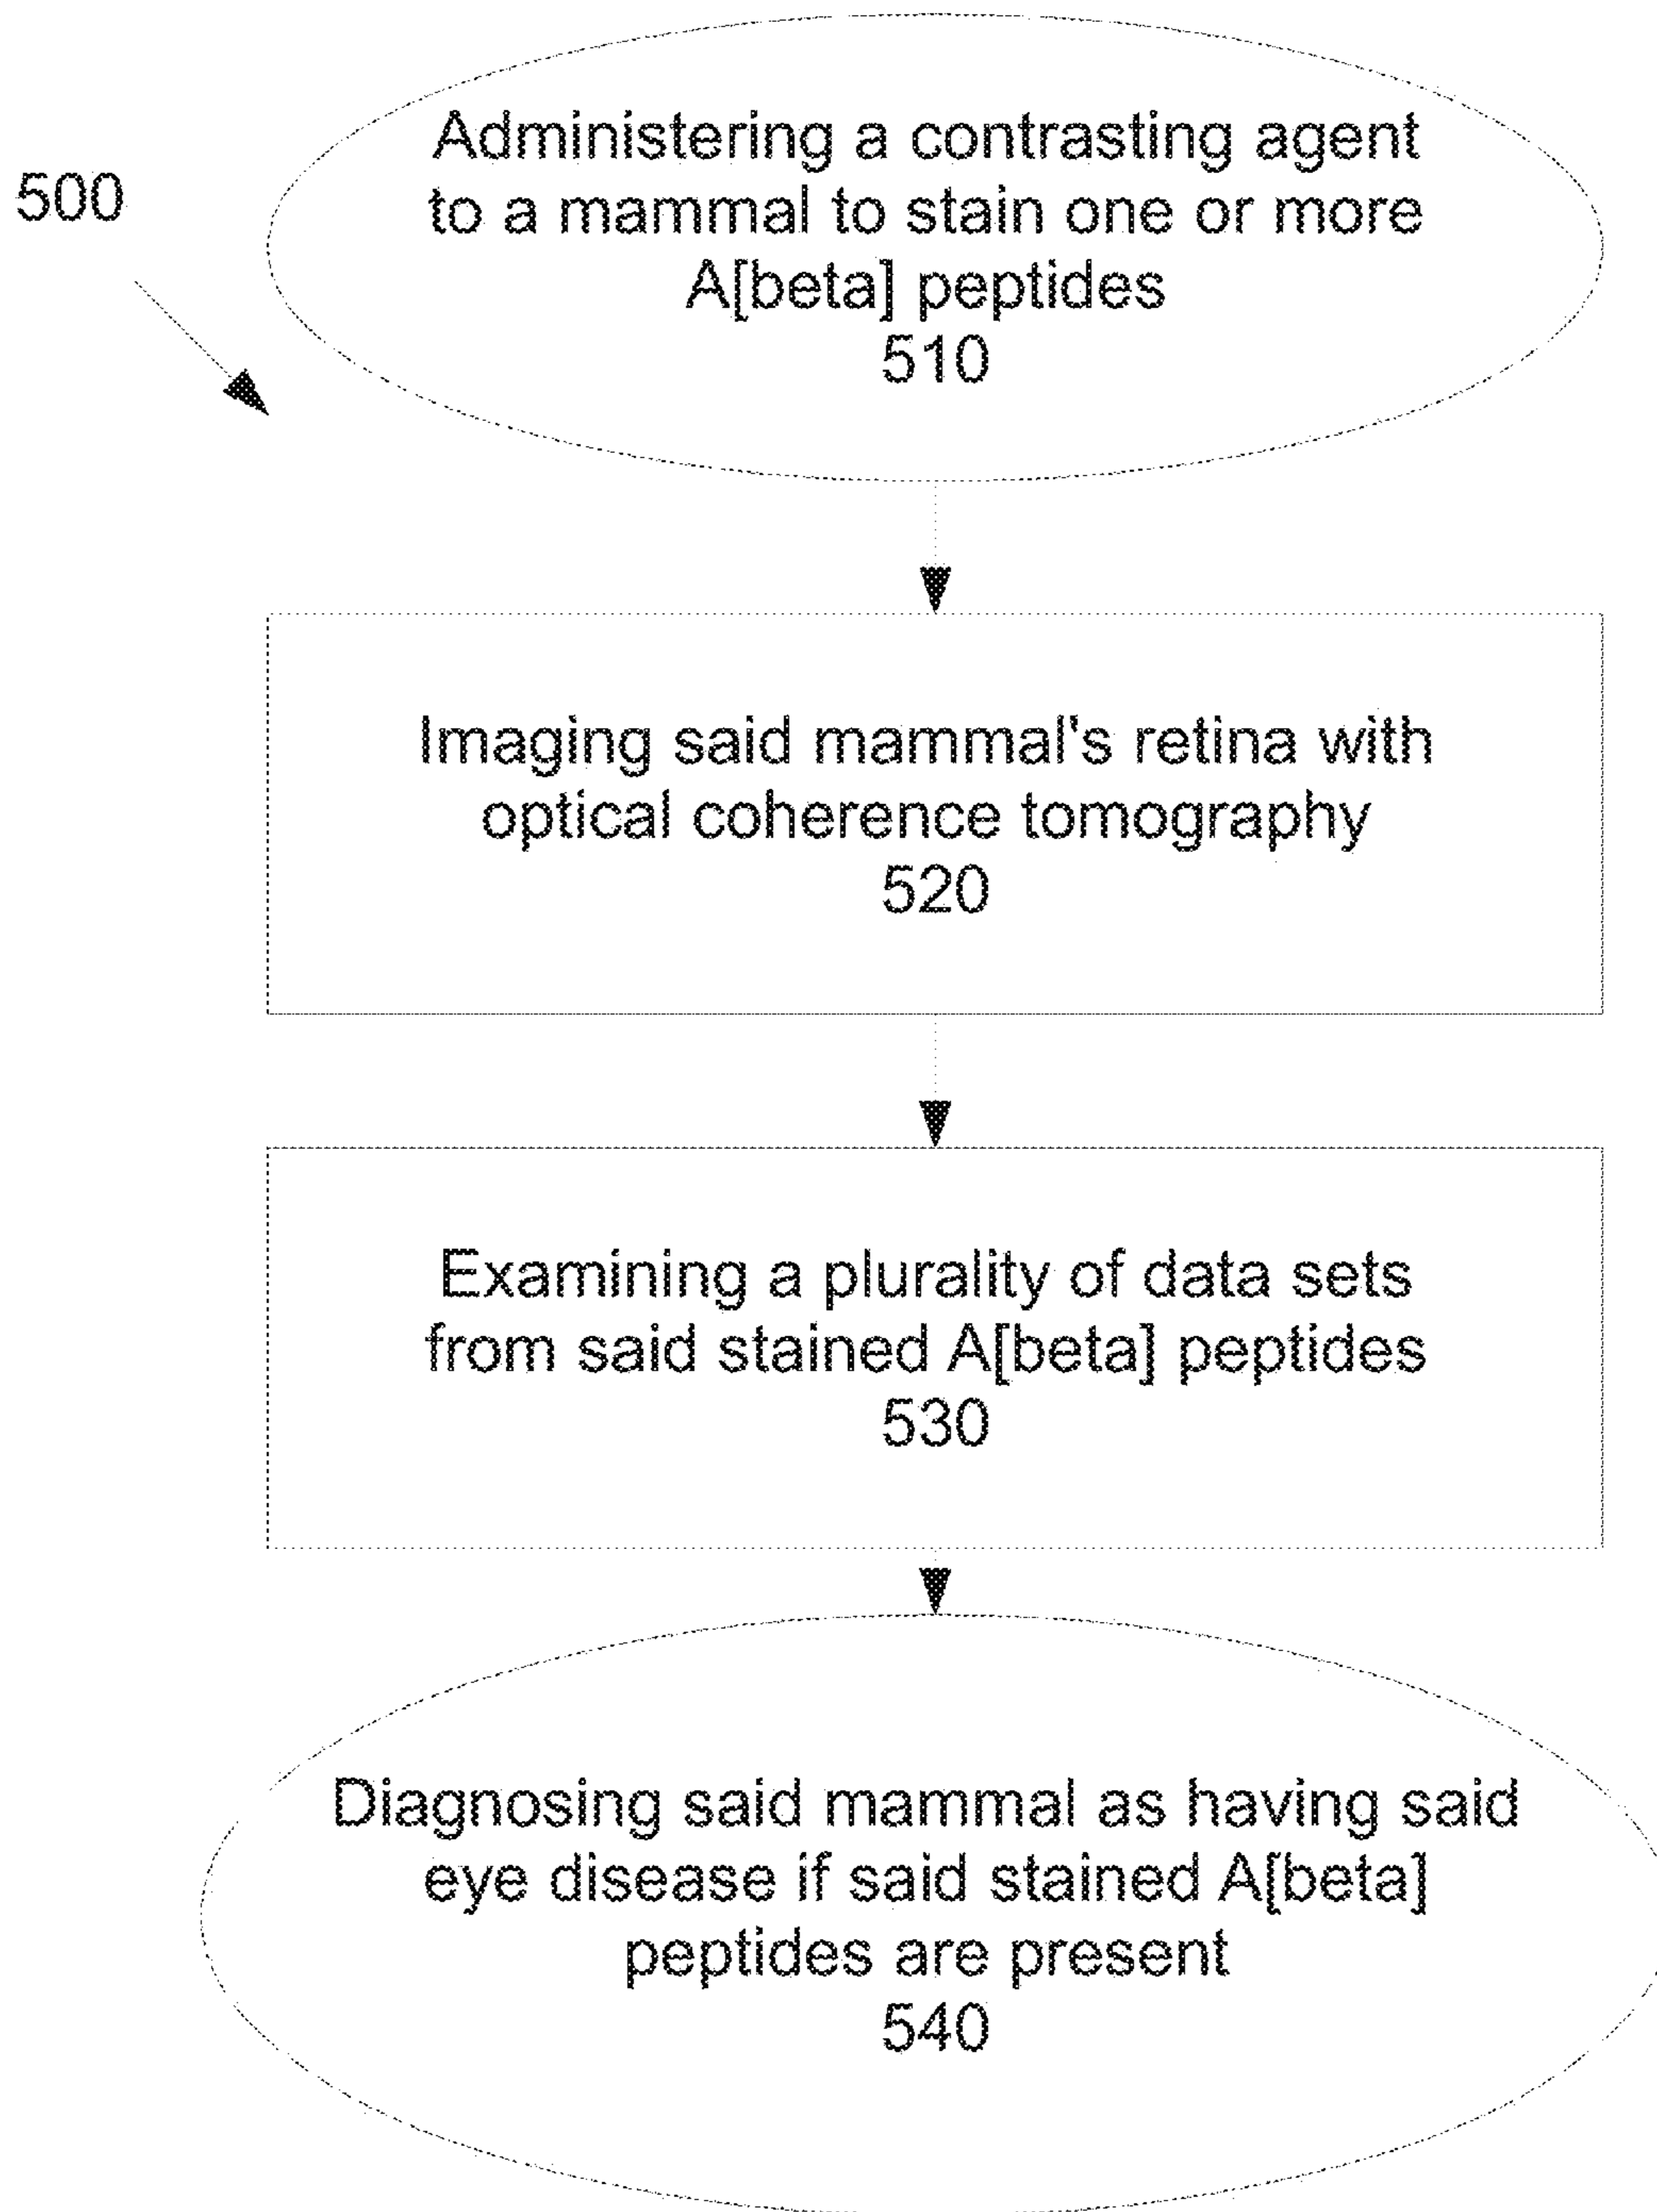 500
Administering a contrasting agent
to a mammal to stain one or more
A[beta] peptides
510
Imaging said mammal's retina with
optical coherence tomography
520
Examining a plurality of data sets
from said stained A[beta] peptides
530
Diagnosing said mammal as having said
eye disease if said stained A[beta]
peptides are present
540